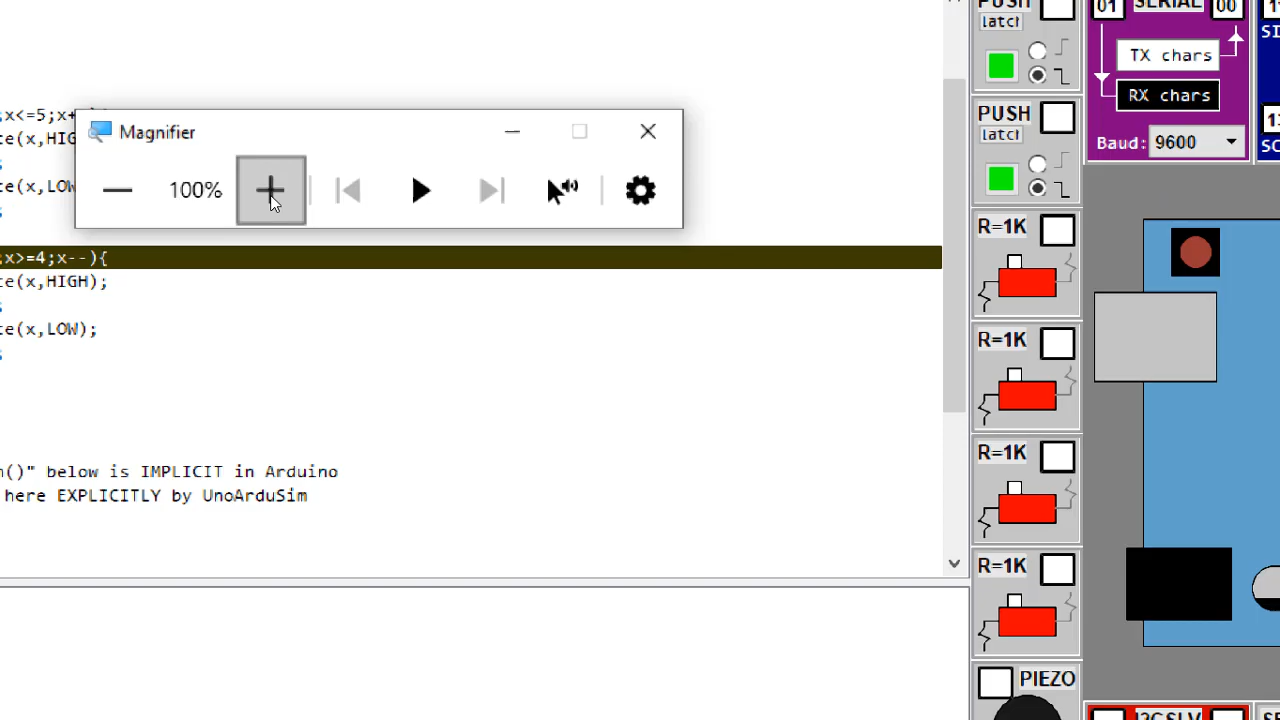 ;x<=5;x+
te(x,HIG
te(x,LOW
Magnifier
100%
;x>=4;x--){
te(x,HIGH);
te(x,LOW);
n()" below is IMPLICIT in Arduino
here EXPLICITLY by UnoArduSim
PUSH
latch
PUSH
latch
R=1K
R=1K
R=1K
R=1K
PIEZO
01 SERIAL 00
TX chars
RX chars
Baud: 9600
I2CSLV